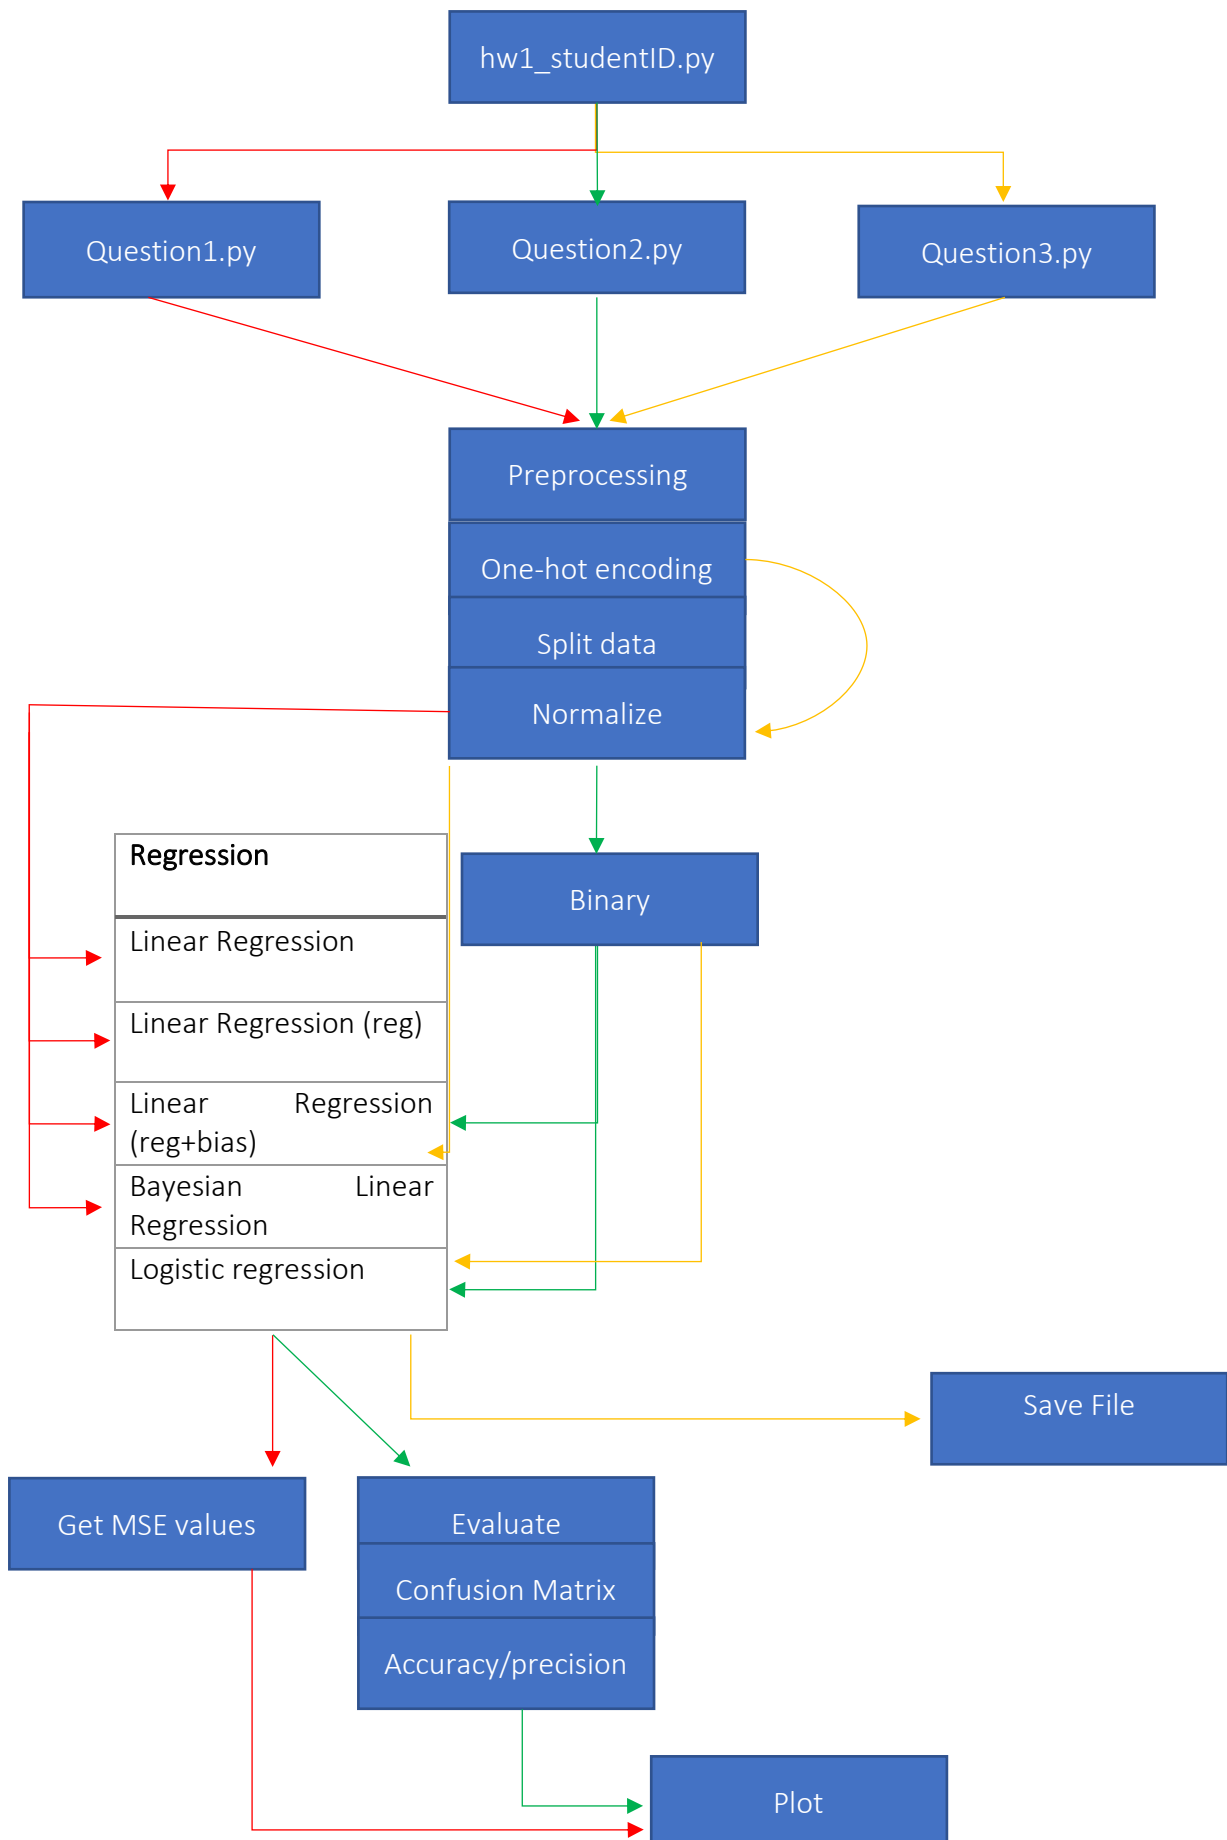 hw1_studentID.py
Question1.py
Question2.py
Question3.py
Preprocessing
One-hot encoding
Split data
Normalize
Regression
Binary
Linear Regression
Linear Regression (reg)
Linear Regression
(reg+bias)
Bayesian Linear
Regression
Logistic regression
Save File
Get MSE values
Evaluate
Confusion Matrix
Accuracy/precision
Plot